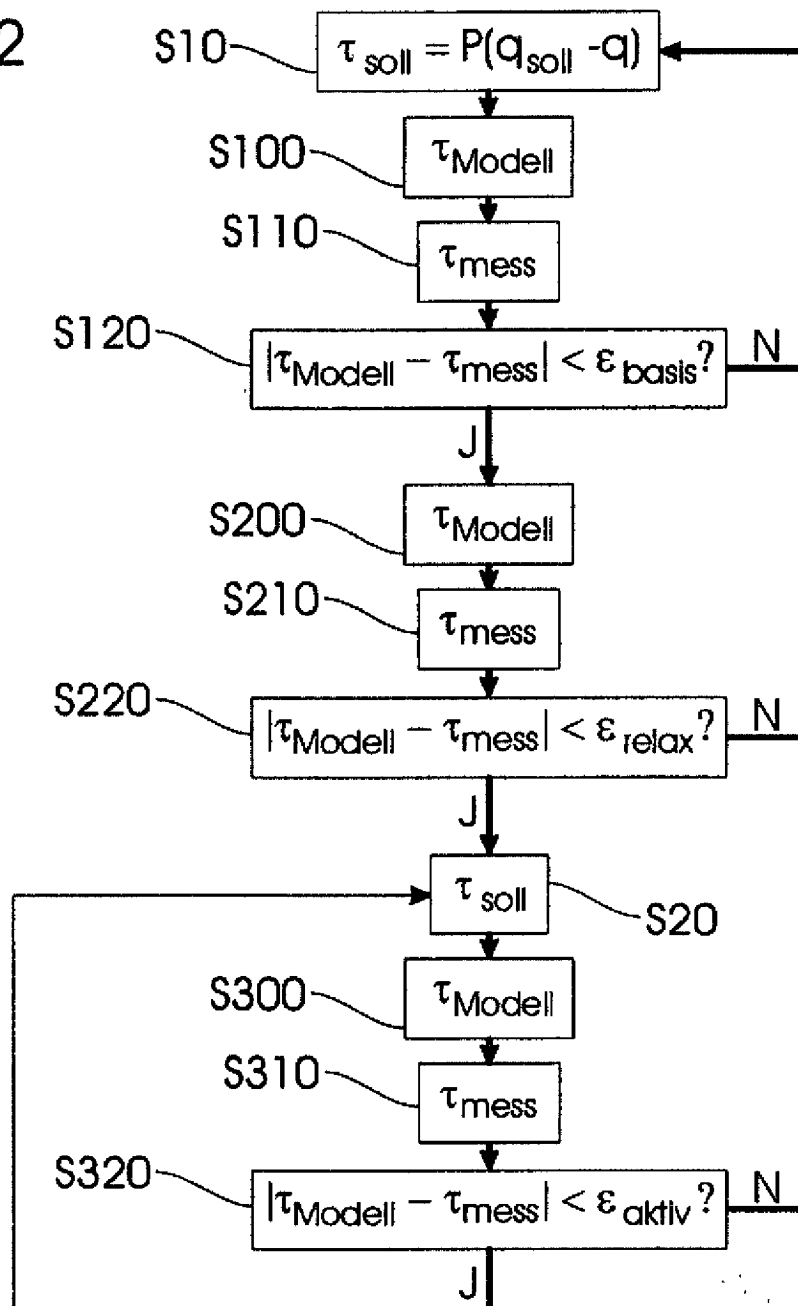 2
S10 τ soll = P(q soll -q)
S100 τ Modell
S110 τ mess
S120 |τ Modell − τ mess| < ε basis? N
J
S200 τ Modell
S210 τ mess
S220 |τ Modell − τ mess| < ε relax? N
J
τ soll S20
S300 τ Modell
S310 τ mess
S320 |τ Modell − τ mess| < ε aktiv? N
J